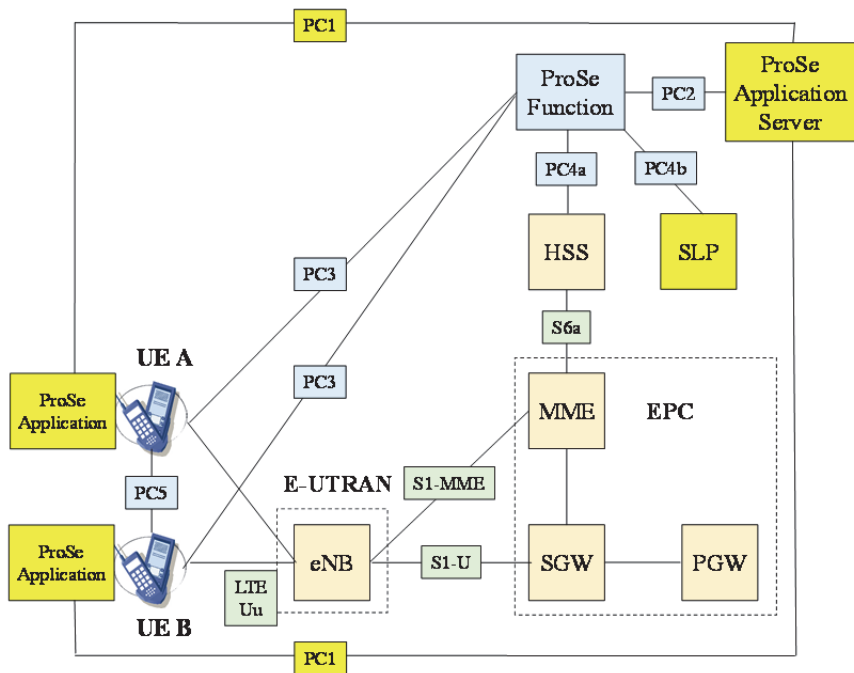 PC1
ProSe
Function
PC2
ProSe
Application
Server
PC4a
PC4b
HSS
SLP
PC3
S6a
UE A
PC3
ProSe
Application
MME
EPC
E-UTRAN
S1-MME
PC5
ProSe
Application
eNB
S1-U
SGW
PGW
LTE
Uu
UE B
PC1